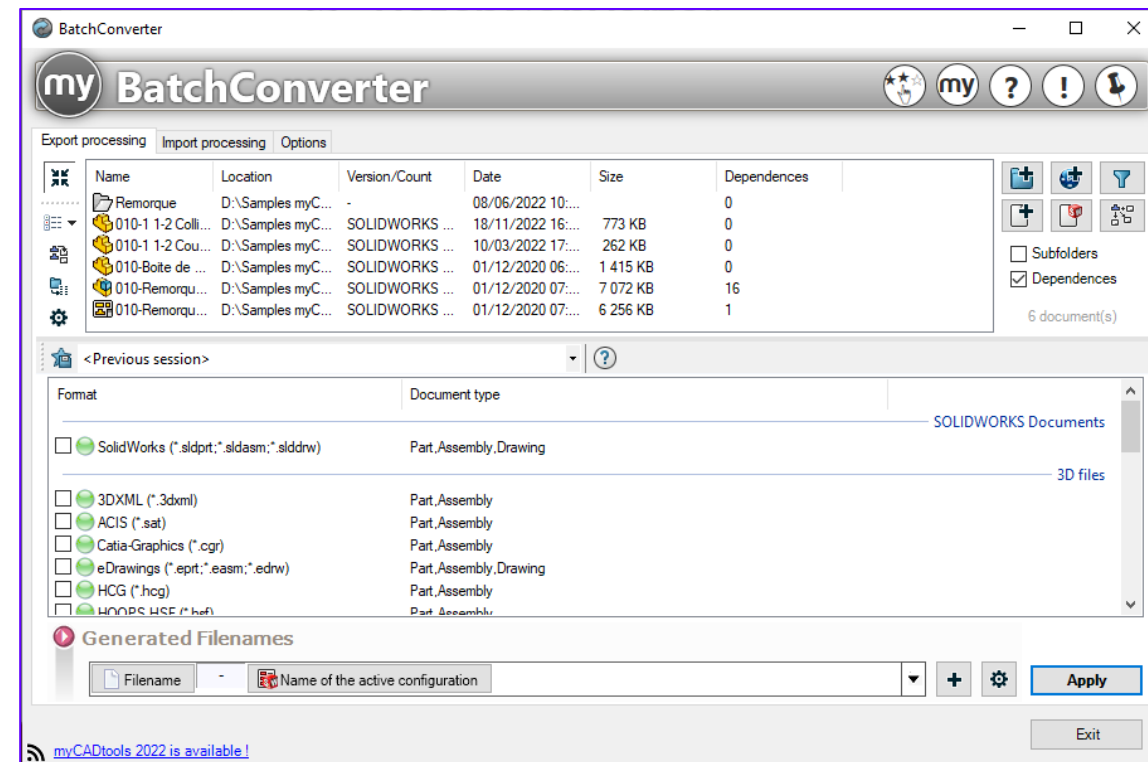 BatchConverter
my BatchConverter
my ? !
Export processing Import processing Options
Name Location Version/Count Date Size Dependences
Remorque D:\Samples myC... - 08/06/2022 10:... 0
010-1 1-2 Colli... D:\Samples myC... SOLIDWORKS ... 18/11/2022 16:... 773 KB 0
010-1 1-2 Cou... D:\Samples myC... SOLIDWORKS ... 10/03/2022 17:... 262 KB 0
010-Boite de ... D:\Samples myC... SOLIDWORKS ... 01/12/2020 06:... 1 415 KB 0
010-Remorqu... D:\Samples myC... SOLIDWORKS ... 01/12/2020 07:... 7 072 KB 16
010-Remorqu... D:\Samples myC... SOLIDWORKS ... 01/12/2020 07:... 6 256 KB 1
Subfolders
Dependences
6 document(s)
<Previous session> ?
Format Document type
SOLIDWORKS Documents
SolidWorks (*.sldprt;*.sldasm;*.slddrw) Part,Assembly,Drawing
3D files
3DXML (*.3dxml) Part,Assembly
ACIS (*.sat) Part,Assembly
Catia-Graphics (*.cgr) Part,Assembly
eDrawings (*.eprt;*.easm;*.edrw) Part,Assembly,Drawing
HCG (*.hcg) Part,Assembly
HOOPS HSF (*.hsf) Part,Assembly
Generated Filenames
Filename - Name of the active configuration
Apply
Exit
myCADtools 2022 is available !